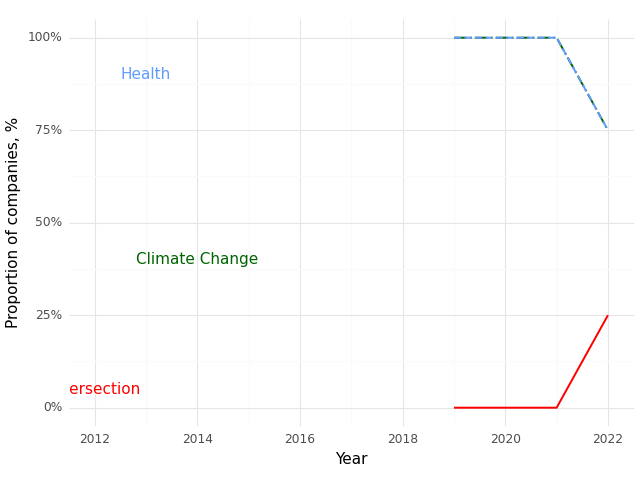 100%
Health
75%
Proportion of companies, %
50%
Climate Change
25%
ersection
0%
2012 2014 2016 2018 2020 2022
Year